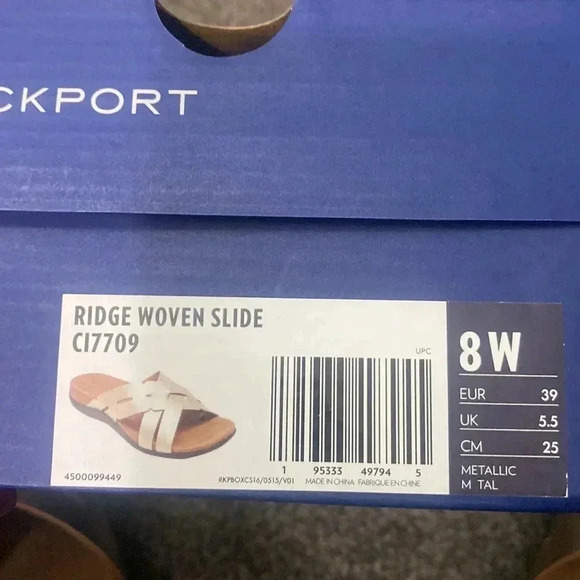 CKPORT
RIDGE WOVEN SLIDE
CI7709
UPC
8 W
EUR 39
UK 5.5
CM 25
METALLIC
M TAL
1 95333 49794 5
4500099449
RKPBOXCS16/0515/V01 MADE IN CHINA FABRIQUE EN CHINE